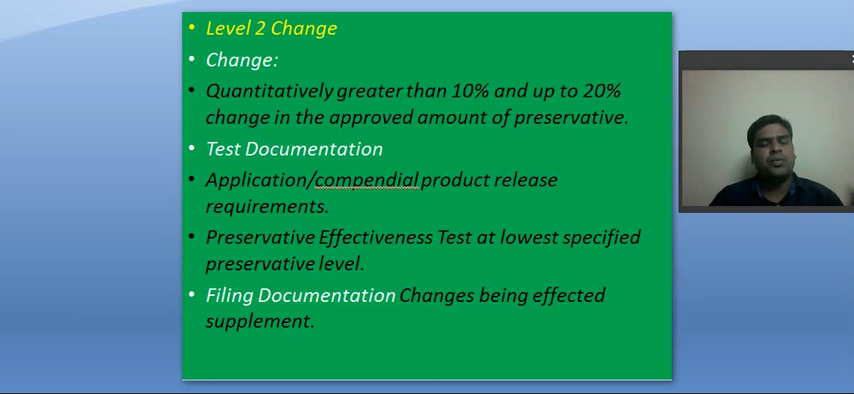 Level 2 Change
Change:
Quantitatively greater than 10% and up to 20%
change in the approved amount of preservative.
Test Documentation
Application/compendial product release
requirements.
Preservative Effectiveness Test at lowest specified
preservative level.
Filing Documentation Changes being effected
supplement.